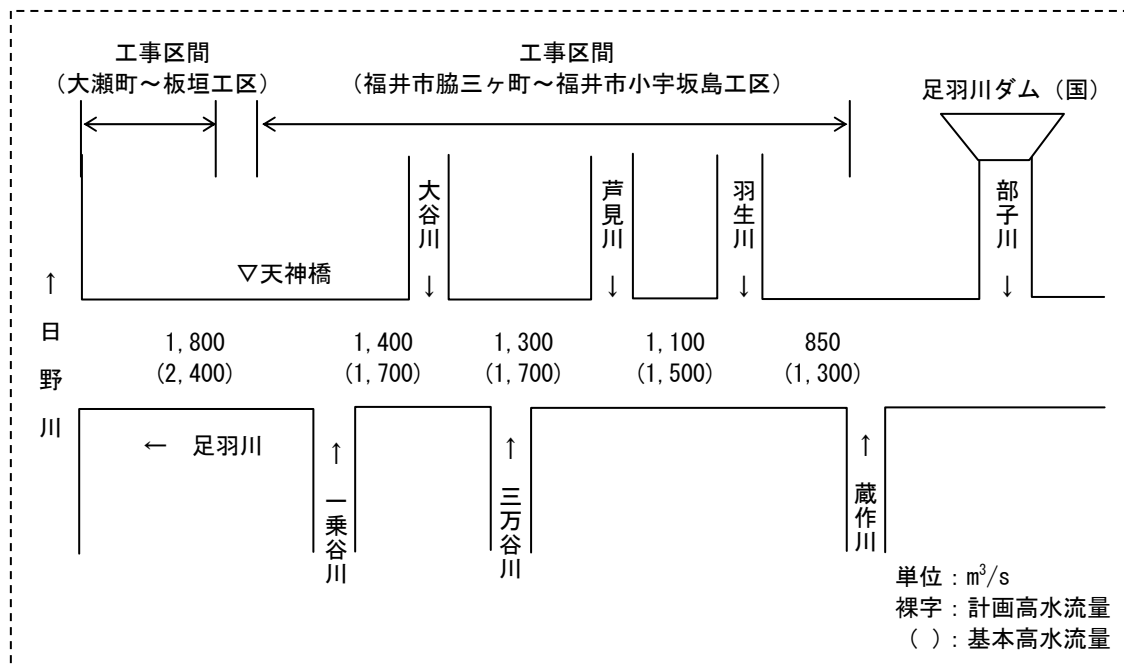 工事区間
（大瀬町～板垣工区）
工事区間
（福井市脇三ヶ町～福井市小宇坂島工区）
足羽川ダム（国）
大谷川
↓
芦見川
↓
羽生川
↓
部子川
↓
▽天神橋
↑
日野川
1,800
(2,400)
1,400
(1,700)
1,300
(1,700)
1,100
(1,500)
850
(1,300)
← 足羽川
↑
一乗谷川
↑
三万谷川
↑
蔵作川
単位：m³/s
裸字：計画高水流量
（ ）：基本高水流量